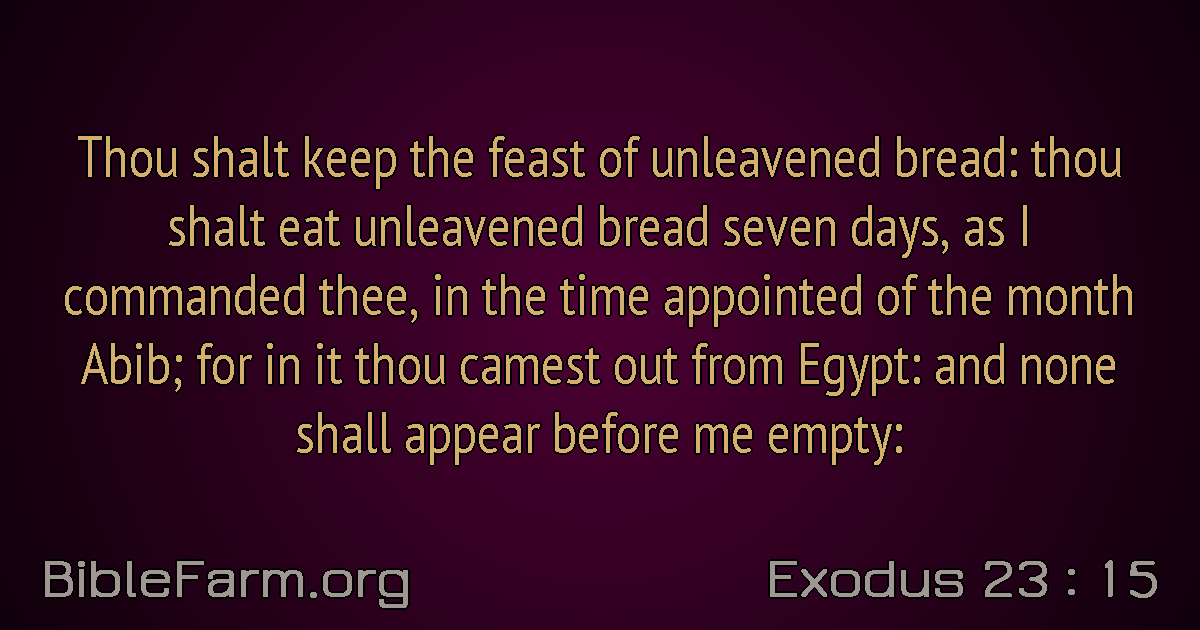 Thou shalt keep the feast of unleavened bread: thou
shalt eat unleavened bread seven days, as I
commanded thee, in the time appointed of the month
Abib; for in it thou camest out from Egypt: and none
shall appear before me empty:
BibleFarm.org
Exodus 23 : 15